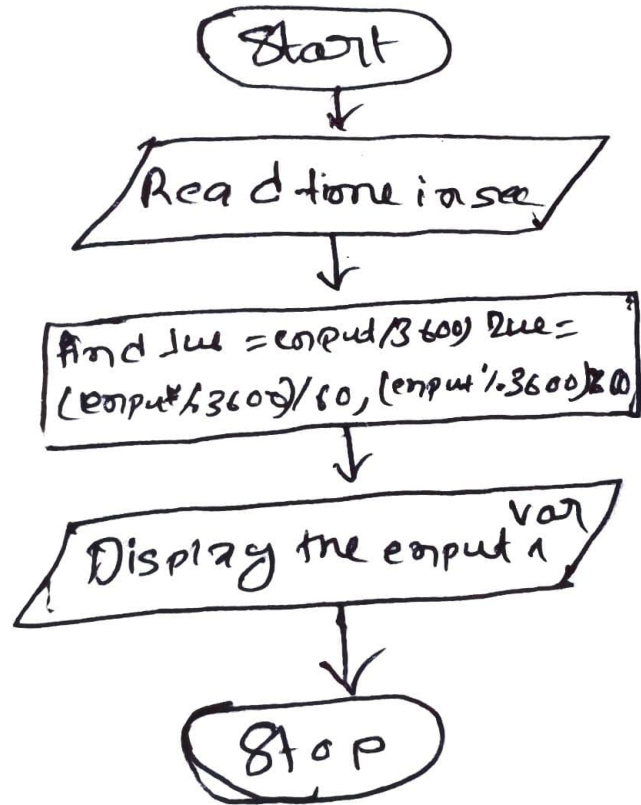 Start
Read time in sec
find = input/3600)
(input%3600)/60, (input%3600)%60
Display the input var
Stop